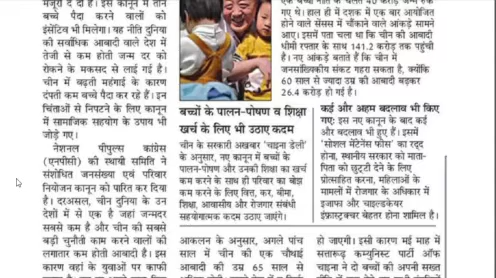 मंजूरी दे दी है। इस कानून में तीन
बच्चे पैदा करने वालों को
इंसेंटिव भी मिलेगा। यह नीति दुनिया
की सर्वाधिक आबादी वाले देश में
तेजी से कम होती जन्म दर को
रोकने के मकसद से लाई गई है।
चीन में बढ़ती महंगाई के कारण
दंपती कम बच्चे पैदा कर रहे हैं। इन
चिंताओं से निपटने के लिए कानून
में सामाजिक सहयोग के उपाय भी
जोड़े गए।
नेशनल पीपुल्स कांग्रेस
(एनपीसी) की स्थायी समिति ने
संशोधित जनसंख्या एवं परिवार
नियोजन कानून को पारित कर दिया
है। दरअसल, चीन दुनिया के उन
देशों में से एक है जहां जन्मदर
सबसे कम है और चीन की सबसे
बड़ी चुनौती काम करने वालों की
लगातार कम होती आबादी है। इस
कारण वहां के युवाओं पर काफी
बच्चों के पालन-पोषण व शिक्षा
खर्च के लिए भी उठाए कदम
चीन के सरकारी अखबार 'चाइना डेली'
के अनुसार, नए कानून में बच्चों के
पालन-पोषण और उनकी शिक्षा का खर्च
कम करने के साथ ही परिवार का बोझ
कम करने के लिए वित्त, कर, बीमा,
शिक्षा, आवासीय और रोजगार संबंधी
सहयोगात्मक कदम उठाए जाएंगे।
आकलन के अनुसार, अगले पांच
साल में चीन की एक चौथाई
आबादी की उम्र 65 साल से
गए थे। हाल ही में दशक में एक बार आयोजित
होने वाले सेंसस में चौंकाने वाले आंकड़े सामने
आए। इसमें पता चला था कि चीन की आबादी
धीमी रफ्तार के साथ 141.2 करोड़ तक पहुंची
है। नए आंकड़े बताते हैं कि चीन में
जनसांख्यिकीय संकट गहरा सकता है, क्योंकि
60 साल से ज्यादा उम्र की आबादी बढ़कर
26.4 करोड़ हो गई है।
कई और अहम बदलाव भी किए
गए: इस नए कानून के बाद कई
और बदलाव भी हुए हैं। इसमें
'सोशल मेंटेनेंस फीस' का रद्द
होना, स्थानीय सरकार को माता-
पिता को छुट्टी देने के लिए
प्रोत्साहित करना, महिलाओं के
मामलों में रोजगार के अधिकार में
इजाफा और चाइल्डकेयर
इंफ्रास्ट्रक्चर बेहतर होना शामिल है।
हो जाएगी। इसी कारण मई माह में
सत्तारूढ़ कम्युनिस्ट पार्टी ऑफ
चाइना ने दो बच्चों की अपनी सख्त